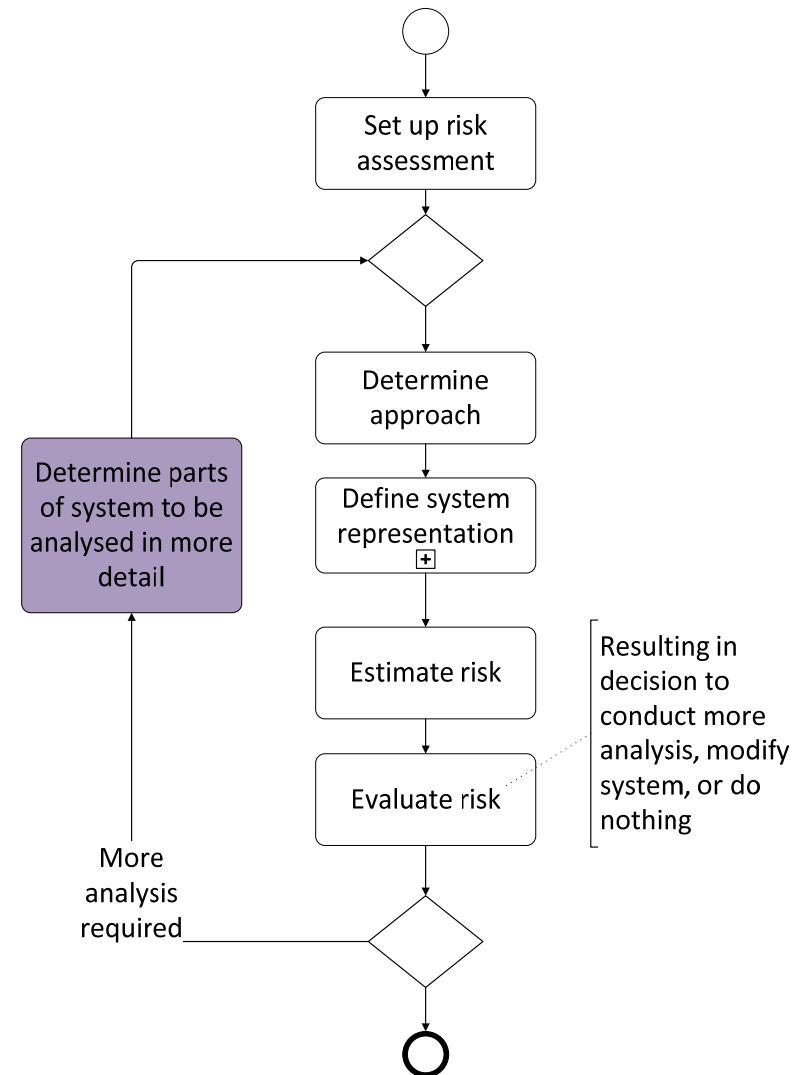 Set up risk
assessment
Determine
approach
Determine parts
of system to be
analysed in more
detail
Define system
representation
+
Estimate risk
Resulting in
decision to
conduct more
analysis, modify
system, or do
nothing
Evaluate risk
More
analysis
required